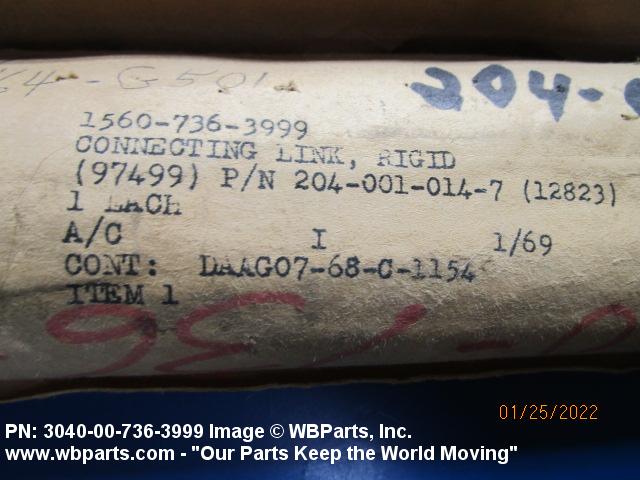 64-G501
204-
1560-736-3999
CONNECTING LINK, RIGID
(97499) P/N 204-001-014-7 (12823)
1 EACH
A/C I 1/69
CONT: DAAG07-68-C-1154
ITEM 1
01/25/2022
PN: 3040-00-736-3999 Image © WBParts, Inc.
www.wbparts.com - "Our Parts Keep the World Moving"